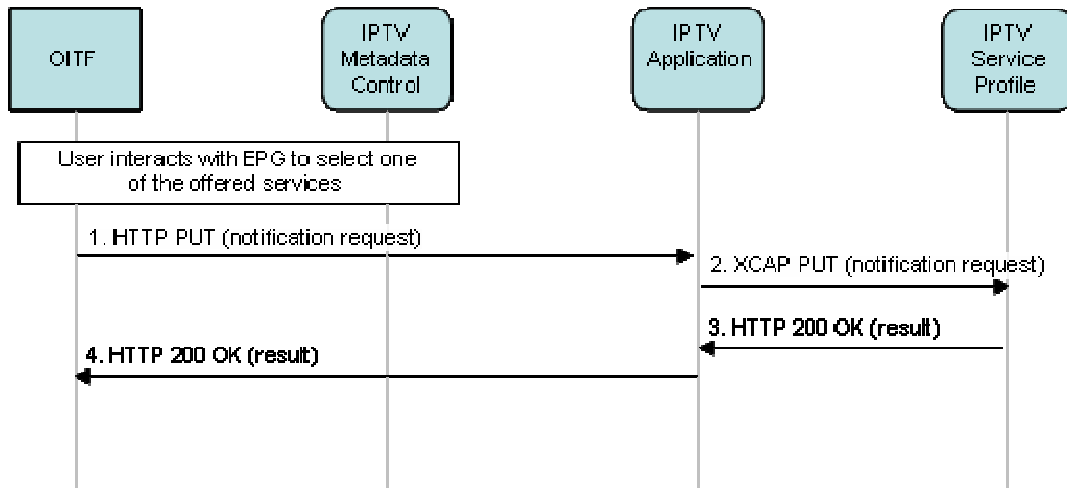 OITF
IPTV
Metadata
Control
IPTV
Application
IPTV
Service
Profile
User interacts with EPG to select one
of the offered services
1. HTTP PUT (notification request)
2. XCAP PUT (notification request)
3. HTTP 200 OK (result)
4. HTTP 200 OK (result)